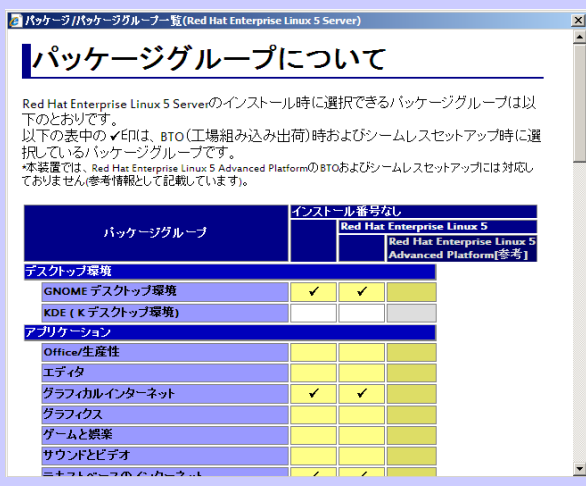 パッケージ/パッケージグループ一覧(Red Hat Enterprise Linux 5 Server)
パッケージグループについて
Red Hat Enterprise Linux 5 Serverのインストール時に選択できるパッケージグループは以
下のとおりです。
以下の表中の✓印は、BTO(工場組み込み出荷)時およびシームレスセットアップ時に選
択しているパッケージグループです。
*本装置では、Red Hat Enterprise Linux 5 Advanced PlatformのBTOおよびシームレスセットアップには対応し
ておりません(参考情報として記載しています)。
インストール番号なし
Red Hat Enterprise Linux 5
パッケージグループ
Red Hat Enterprise Linux 5
Advanced Platform[参考]
デスクトップ環境
GNOME デスクトップ環境 ✓ ✓
KDE ( K デスクトップ環境)
アプリケーション
Office/生産性
エディタ
グラフィカルインターネット ✓ ✓
グラフィクス
ゲームと娯楽
サウンドとビデオ
テキストベースのインターネット ✓ ✓